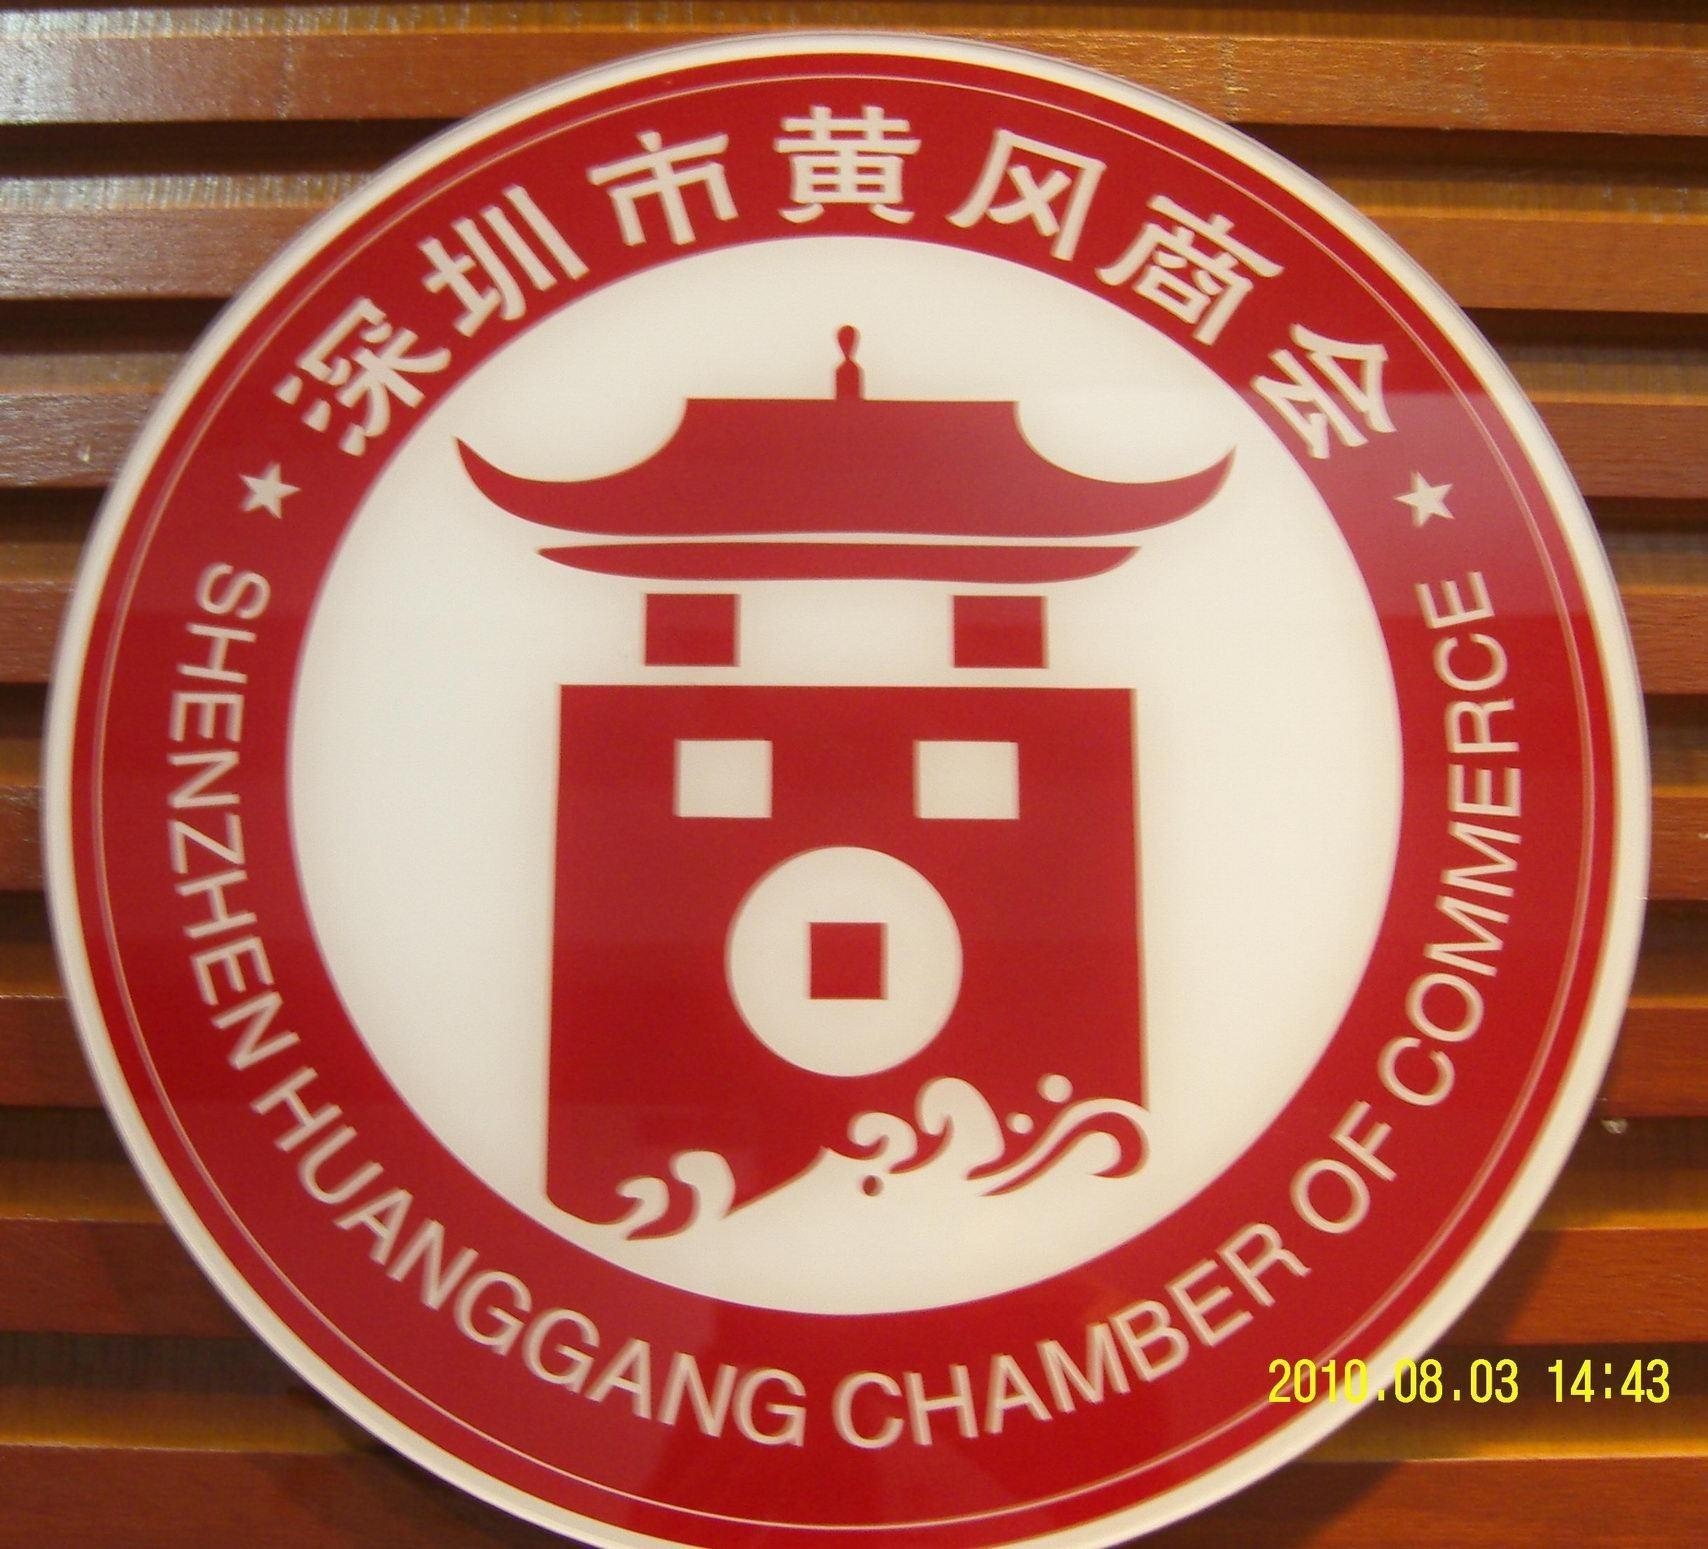 深圳市黄冈商会
SHENZHEN HUANGGANG CHAMBER OF COMMERCE
2010.08.03 14:43